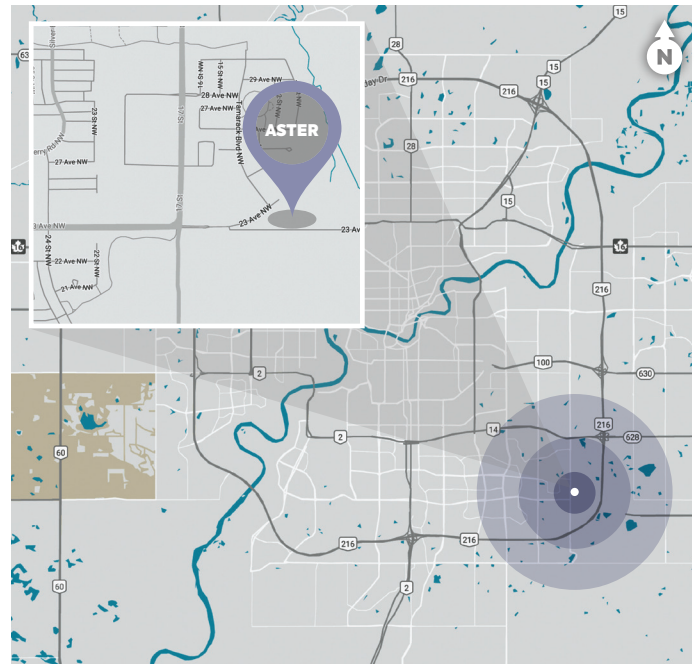 15
N
28
216
216
15
15
28
15
16
16
216
100
630
2
2
14
216
628
60
216
216
60
2
63
29 Ave NW
28 Ave NW
27 Ave NW
15 St NW
Tamarack Blvd NW
ASTER
24 St NW
27 Ave NW
17 St
23 Ave NW
22 Ave NW
22 St NW
21 Ave NW